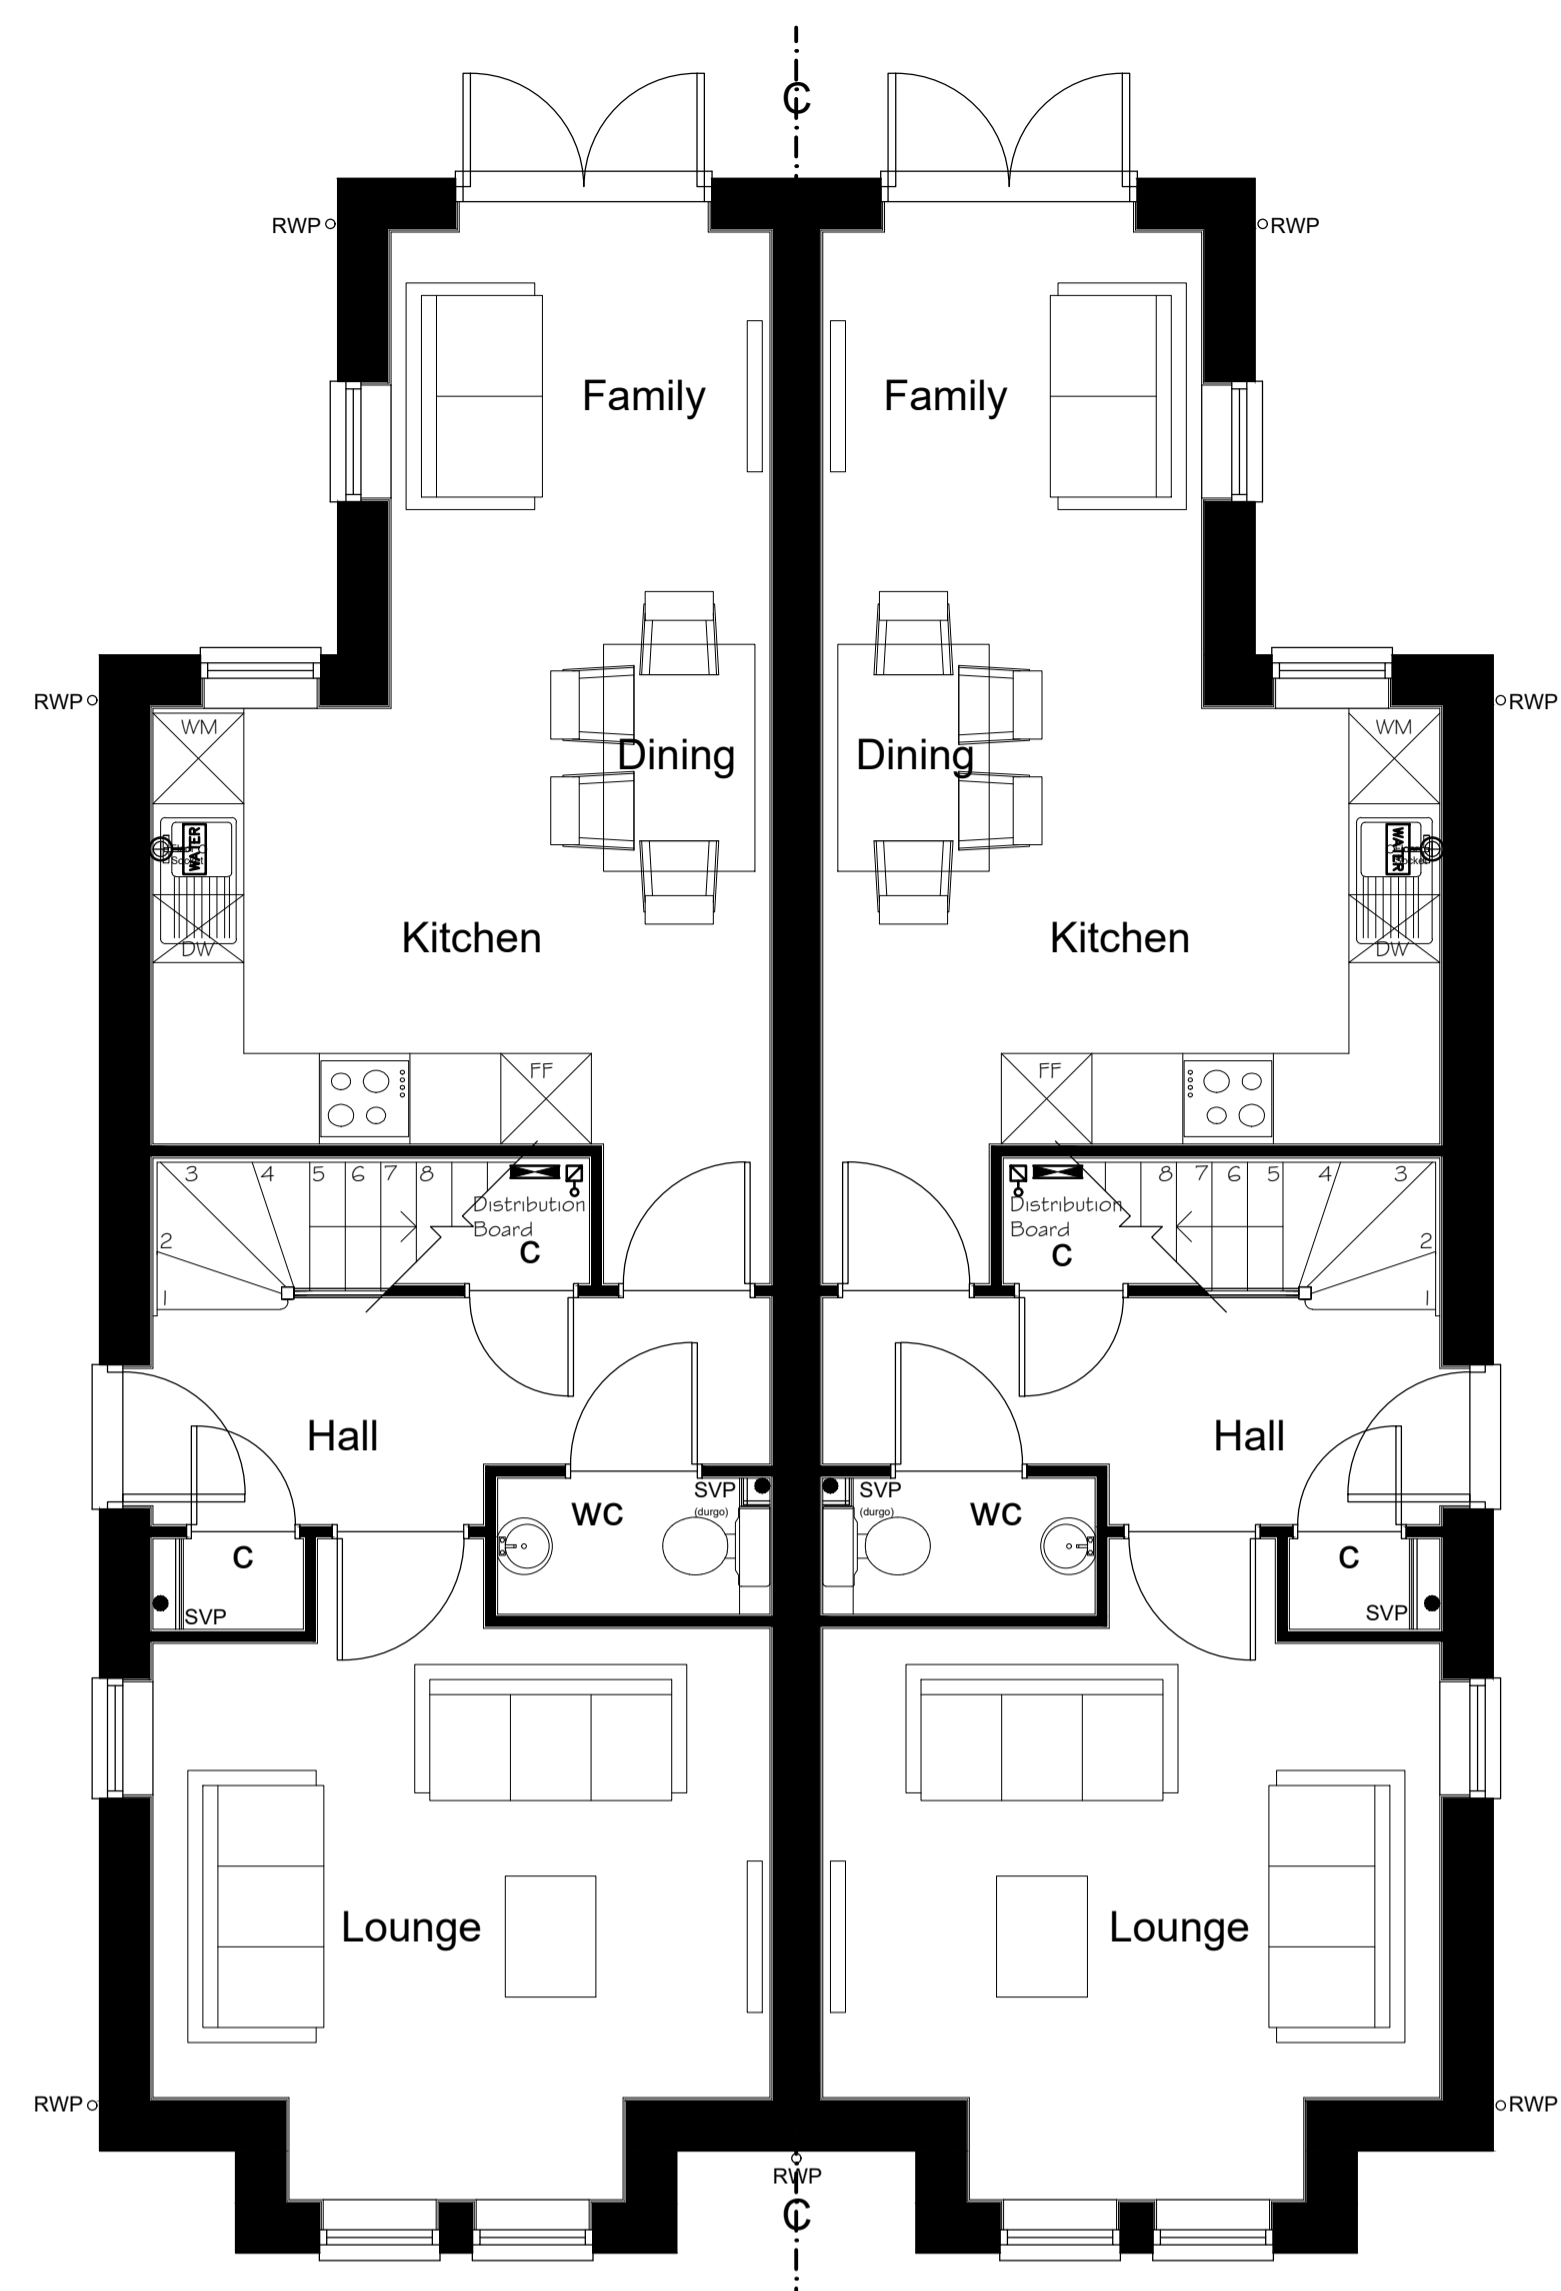 C
RWP RWP
Family Family
RWP RWP
WM WM
Dining Dining
WATER WATER
Kitchen Kitchen
DW DW
FF FF
3 4 5 6 7 8 8 7 6 5 4 3
Distribution Distribution
Board Board
2 2
C C
1 1
Hall Hall
SVP SVP
(durgo) (durgo)
WC WC
C C
SVP SVP
Lounge Lounge
RWP RWP
RWP
C